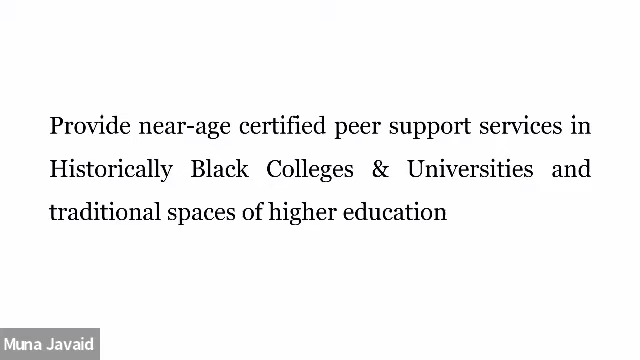 Provide near-age certified peer support services in
Historically Black Colleges & Universities and
traditional spaces of higher education
Muna Javaid